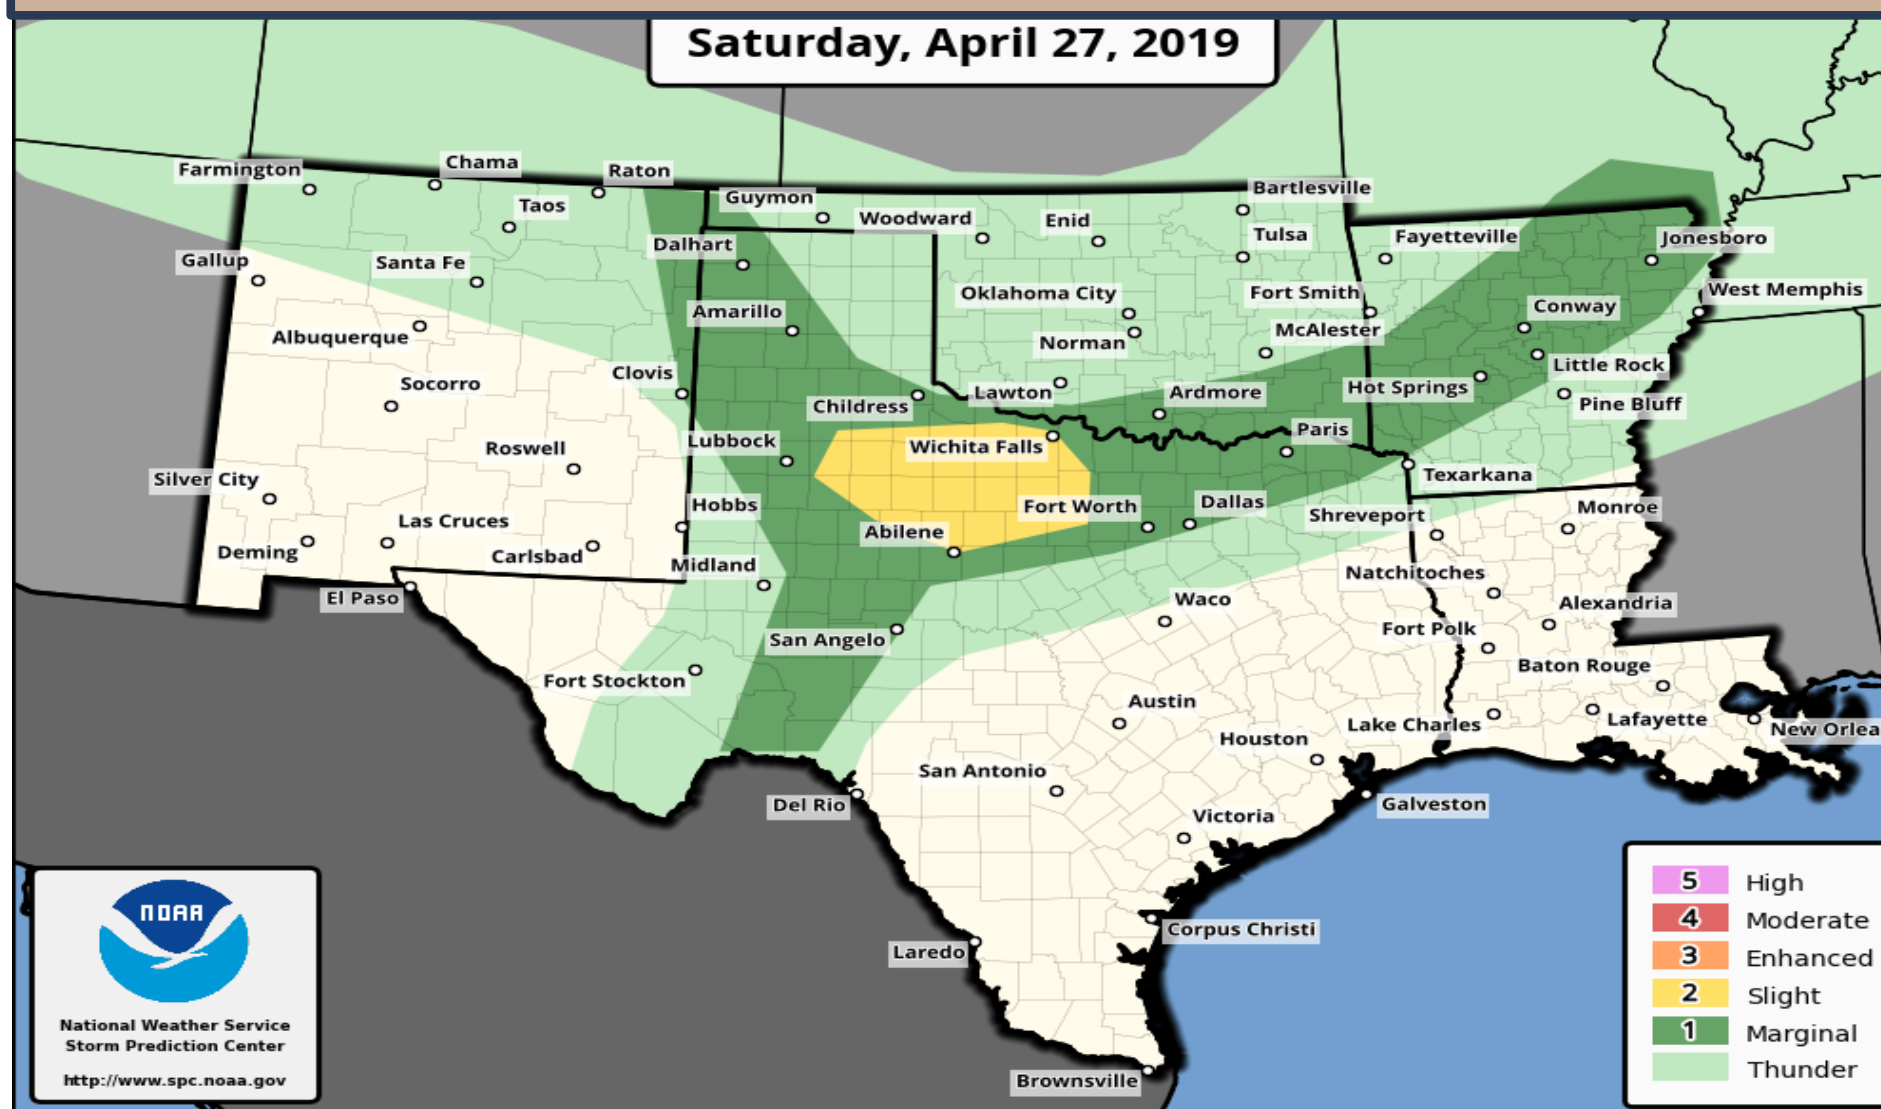 Saturday, April 27, 2019
Farmington
Chama
Raton
Taos
Guymon
Woodward
Enid
Bartlesville
Tulsa
Fayetteville
Jonesboro
Gallup
Santa Fe
Dalhart
Oklahoma City
Fort Smith
West Memphis
Amarillo
Conway
Albuquerque
Norman
McAlester
Little Rock
Socorro
Clovis
Childress
Lawton
Ardmore
Hot Springs
Pine Bluff
Roswell
Lubbock
Wichita Falls
Paris
Texarkana
Silver City
Hobbs
Fort Worth
Dallas
Shreveport
Monroe
Las Cruces
Deming
Carlsbad
Abilene
Midland
El Paso
Natchitoches
Waco
Alexandria
San Angelo
Fort Polk
Fort Stockton
Baton Rouge
Austin
Lake Charles
Lafayette
New Orlea
Houston
San Antonio
Del Rio
Galveston
Victoria
Corpus Christi
Laredo
Brownsville
NOAA
National Weather Service
Storm Prediction Center
http://www.spc.noaa.gov
5 High
4 Moderate
3 Enhanced
2 Slight
1 Marginal
Thunder